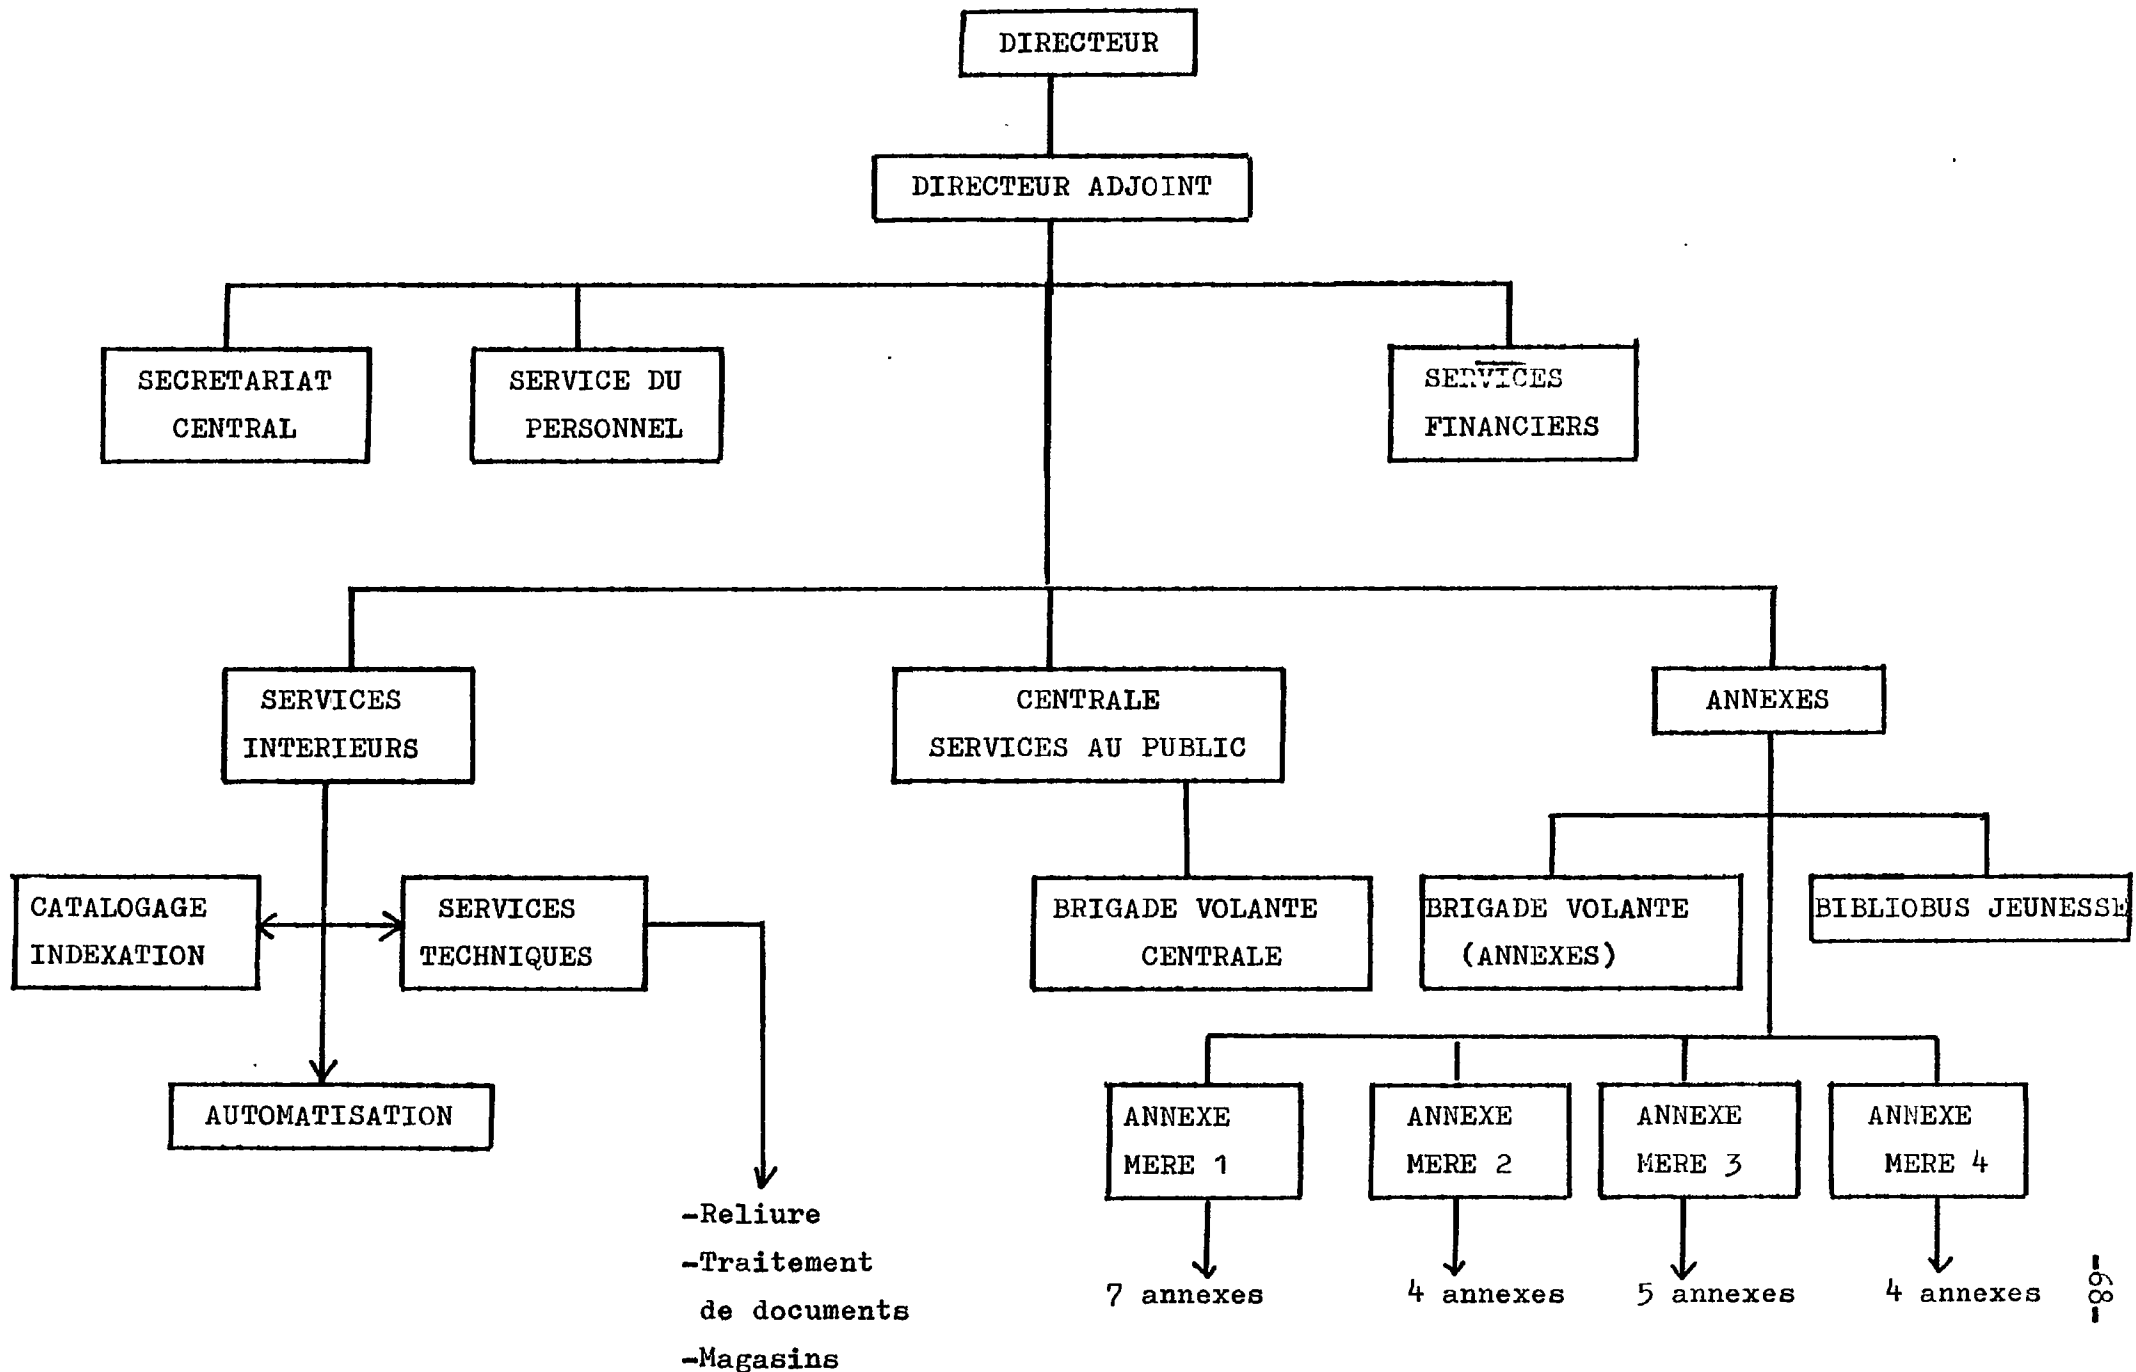 DIRECTEUR
DIRECTEUR ADJOINT
SECRETARIAT
CENTRAL
SERVICE DU
PERSONNEL
SERVICES
FINANCIERS
SERVICES
INTERIEURS
CENTRALE
SERVICES AU PUBLIC
ANNEXES
CATALOGAGE
INDEXATION
SERVICES
TECHNIQUES
BRIGADE VOLANTE
CENTRALE
BRIGADE VOLANTE
(ANNEXES)
BIBLIOBUS JEUNESSE
AUTOMATISATION
ANNEXE
MERE 1
ANNEXE
MERE 2
ANNEXE
MERE 3
ANNEXE
MERE 4
-Reliure
-Traitement
de documents
-Magasins
7 annexes
4 annexes
5 annexes
4 annexes
-68-